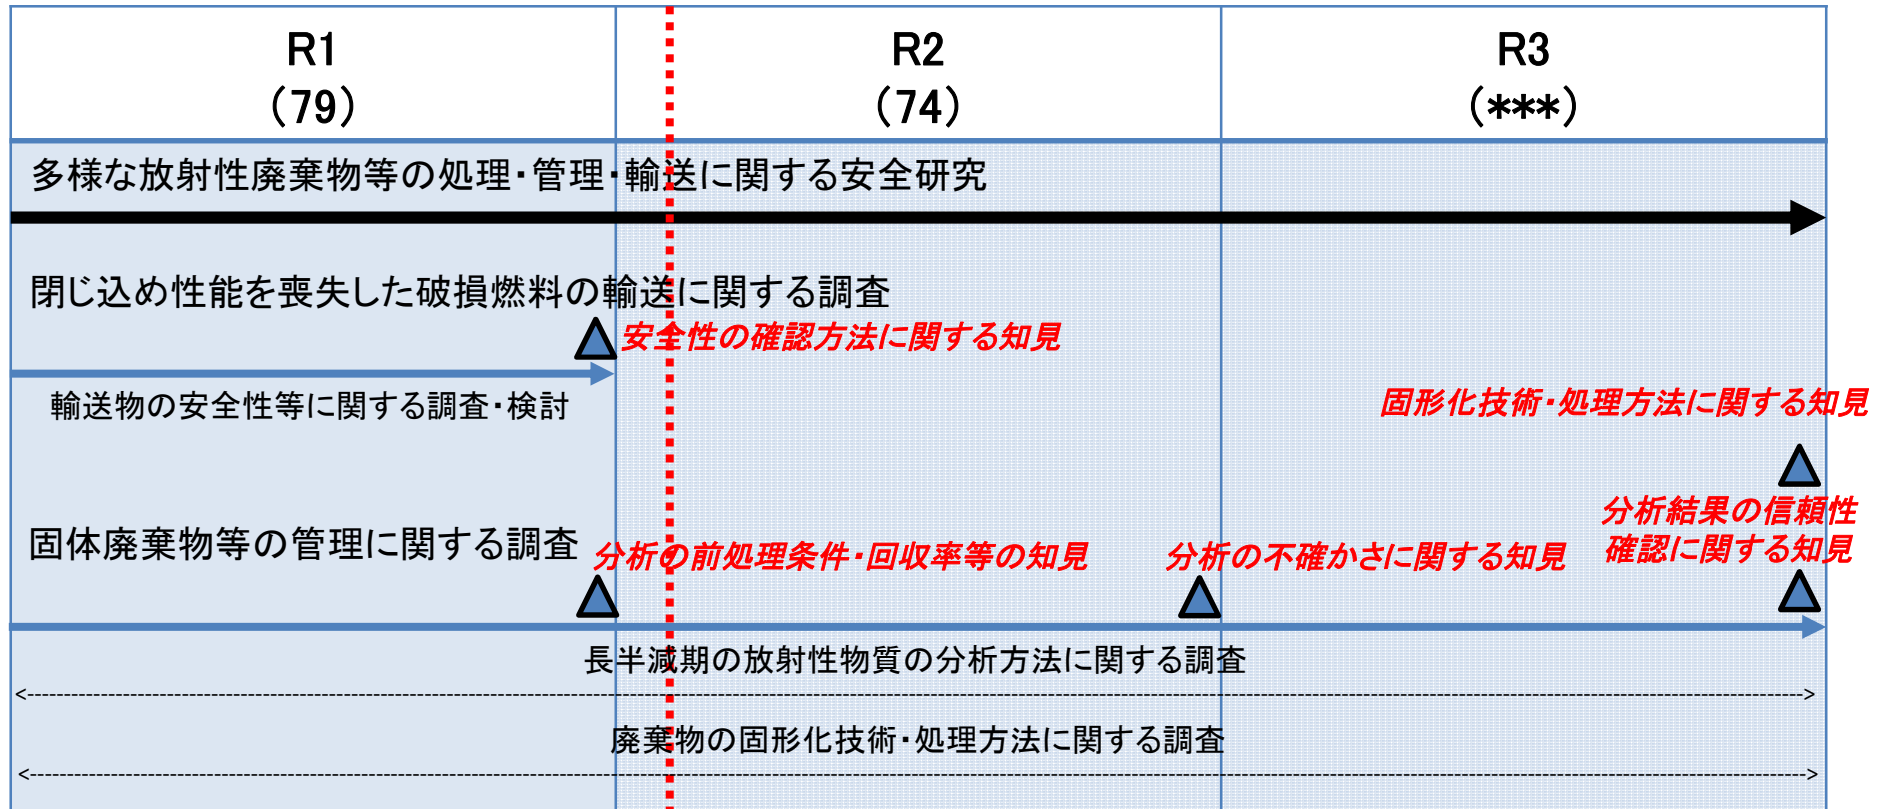 R1
(79)
R2
(74)
R3
(***)
多様な放射性廃棄物等の処理・管理・輸送に関する安全研究
閉じ込め性能を喪失した破損燃料の輸送に関する調査
安全性の確認方法に関する知見
輸送物の安全性等に関する調査・検討
固形化技術・処理方法に関する知見
固体廃棄物等の管理に関する調査
分析の前処理条件・回収率等の知見
分析の不確かさに関する知見
分析結果の信頼性
確認に関する知見
長半減期の放射性物質の分析方法に関する調査
廃棄物の固形化技術・処理方法に関する調査